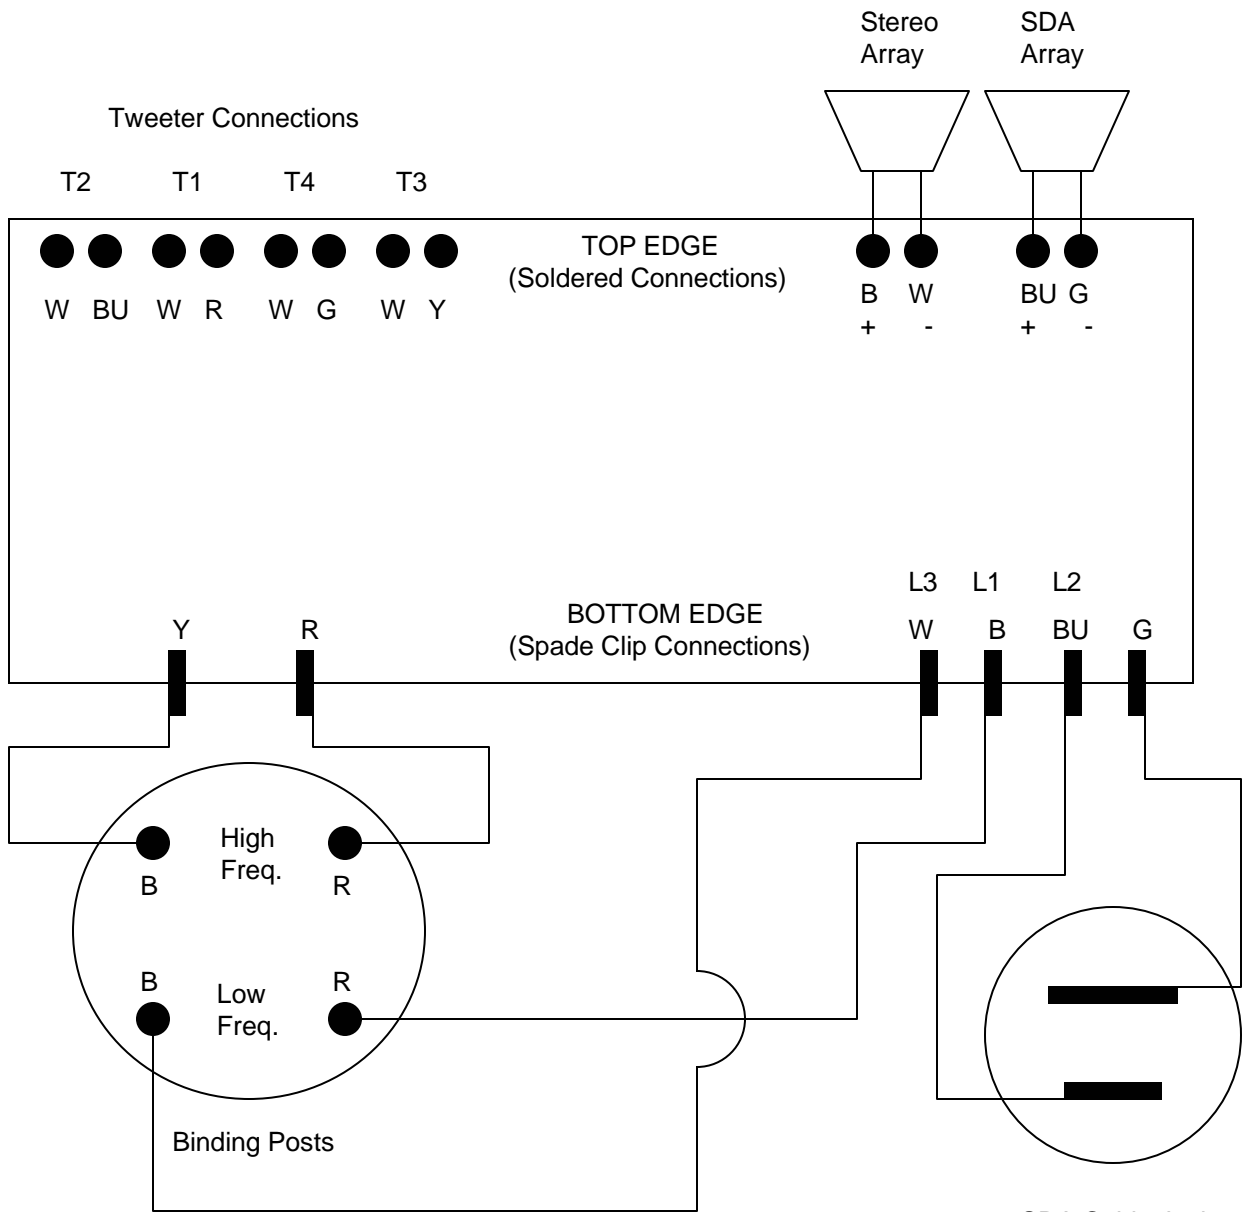 Stereo Array
SDA Array
Tweeter Connections
T2 T1 T4 T3
TOP EDGE
(Soldered Connections)
W BU W R W G W Y
B W BU G
+ - + -
L3 L1 L2
BOTTOM EDGE
(Spade Clip Connections)
Y R
W B BU G
High Freq.
B R
B R
Low Freq.
Binding Posts